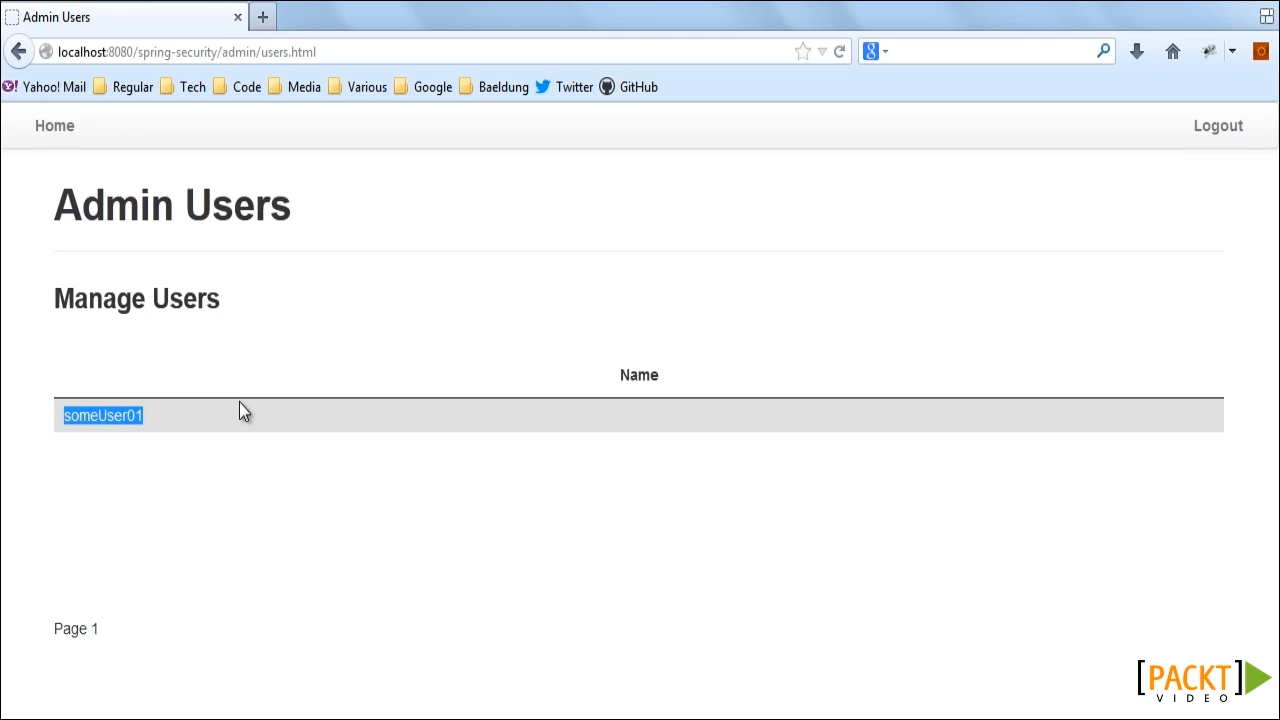 Admin Users
localhost:8080/spring-security/admin/users.html
Yahoo! Mail Regular Tech Code Media Various Google Baeldung Twitter GitHub
Home Logout
Admin Users
Manage Users
Name
someUser01
Page 1
[PACKT]
VIDEO